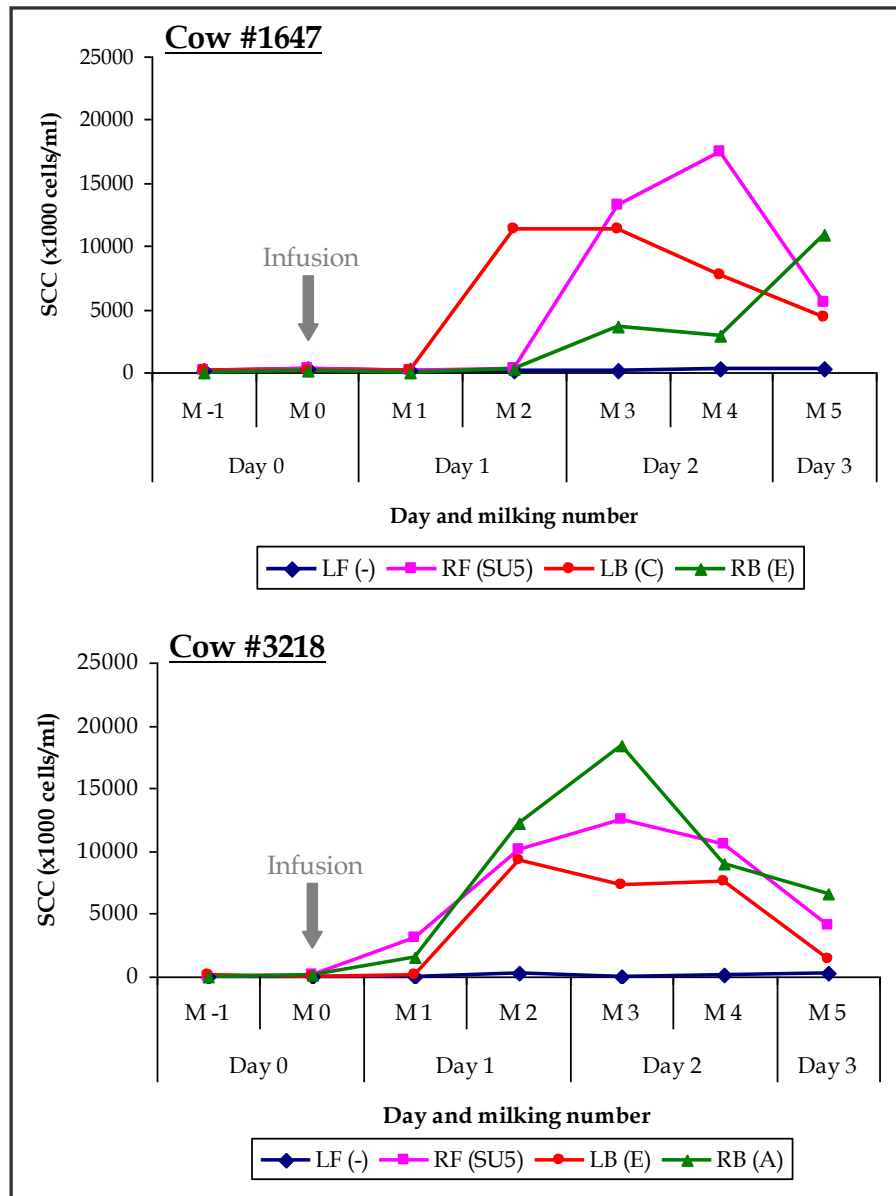 Cow #1647
SCC (x1000 cells/ml)
25000
20000
15000
10000
5000
0
Infusion
M -1 M 0 M 1 M 2 M 3 M 4 M 5
Day 0 Day 1 Day 2 Day 3
Day and milking number
LF (-) RF (SU5) LB (C) RB (E)
Cow #3218
SCC (x1000 cells/ml)
25000
20000
15000
10000
5000
0
Infusion
M -1 M 0 M 1 M 2 M 3 M 4 M 5
Day 0 Day 1 Day 2 Day 3
Day and milking number
LF (-) RF (SU5) LB (E) RB (A)